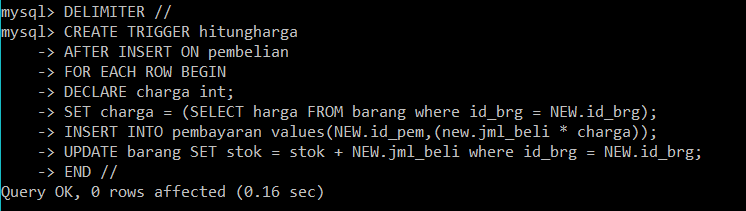 mysql> DELIMITER //
mysql> CREATE TRIGGER hitungharga
    -> AFTER INSERT ON pembelian
    -> FOR EACH ROW BEGIN
    -> DECLARE charga int;
    -> SET charga = (SELECT harga FROM barang where id_brg = NEW.id_brg);
    -> INSERT INTO pembayaran values(NEW.id_pem,(new.jml_beli * charga));
    -> UPDATE barang SET stok = stok + NEW.jml_beli where id_brg = NEW.id_brg;
    -> END //
Query OK, 0 rows affected (0.16 sec)